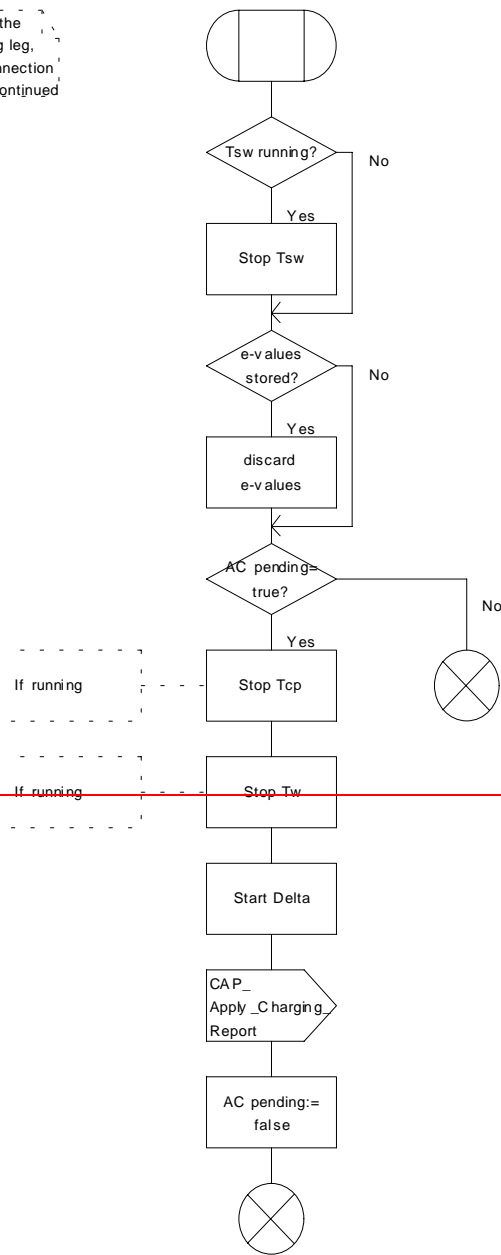 the
g leg,
nnection
ontinued
Tsw running?
No
Yes
Stop Tsw
e-values
stored?
No
Yes
discard
e-values
AC pending=
true?
No
Yes
If running
Stop Tcp
If running
Stop Tw
Start Delta
CAP_
Apply_Charging_
Report
AC pending:=
false